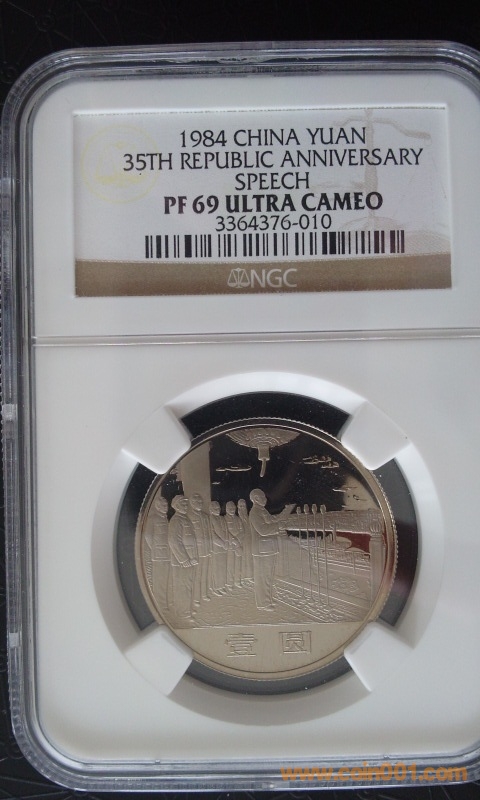 1984 CHINA YUAN
35TH REPUBLIC ANNIVERSARY
SPEECH
PF 69 ULTRA CAMEO
3364376-010
NGC
壹圆
www.coin001.com